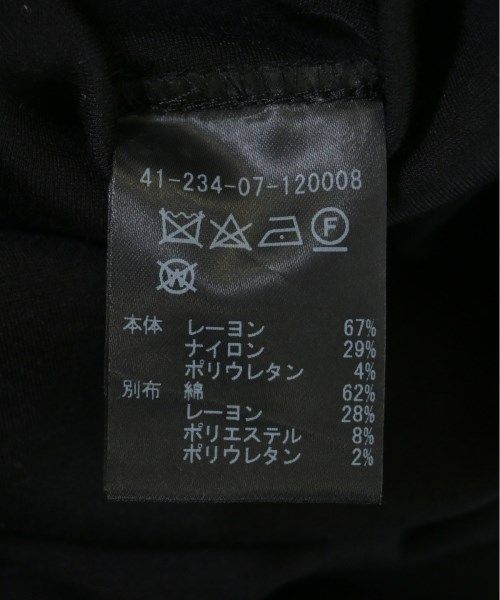 41-234-07-120008
F
W
本体 レーヨン 67%
ナイロン 29%
ポリウレタン 4%
別布 綿 62%
レーヨン 28%
ポリエステル 8%
ポリウレタン 2%